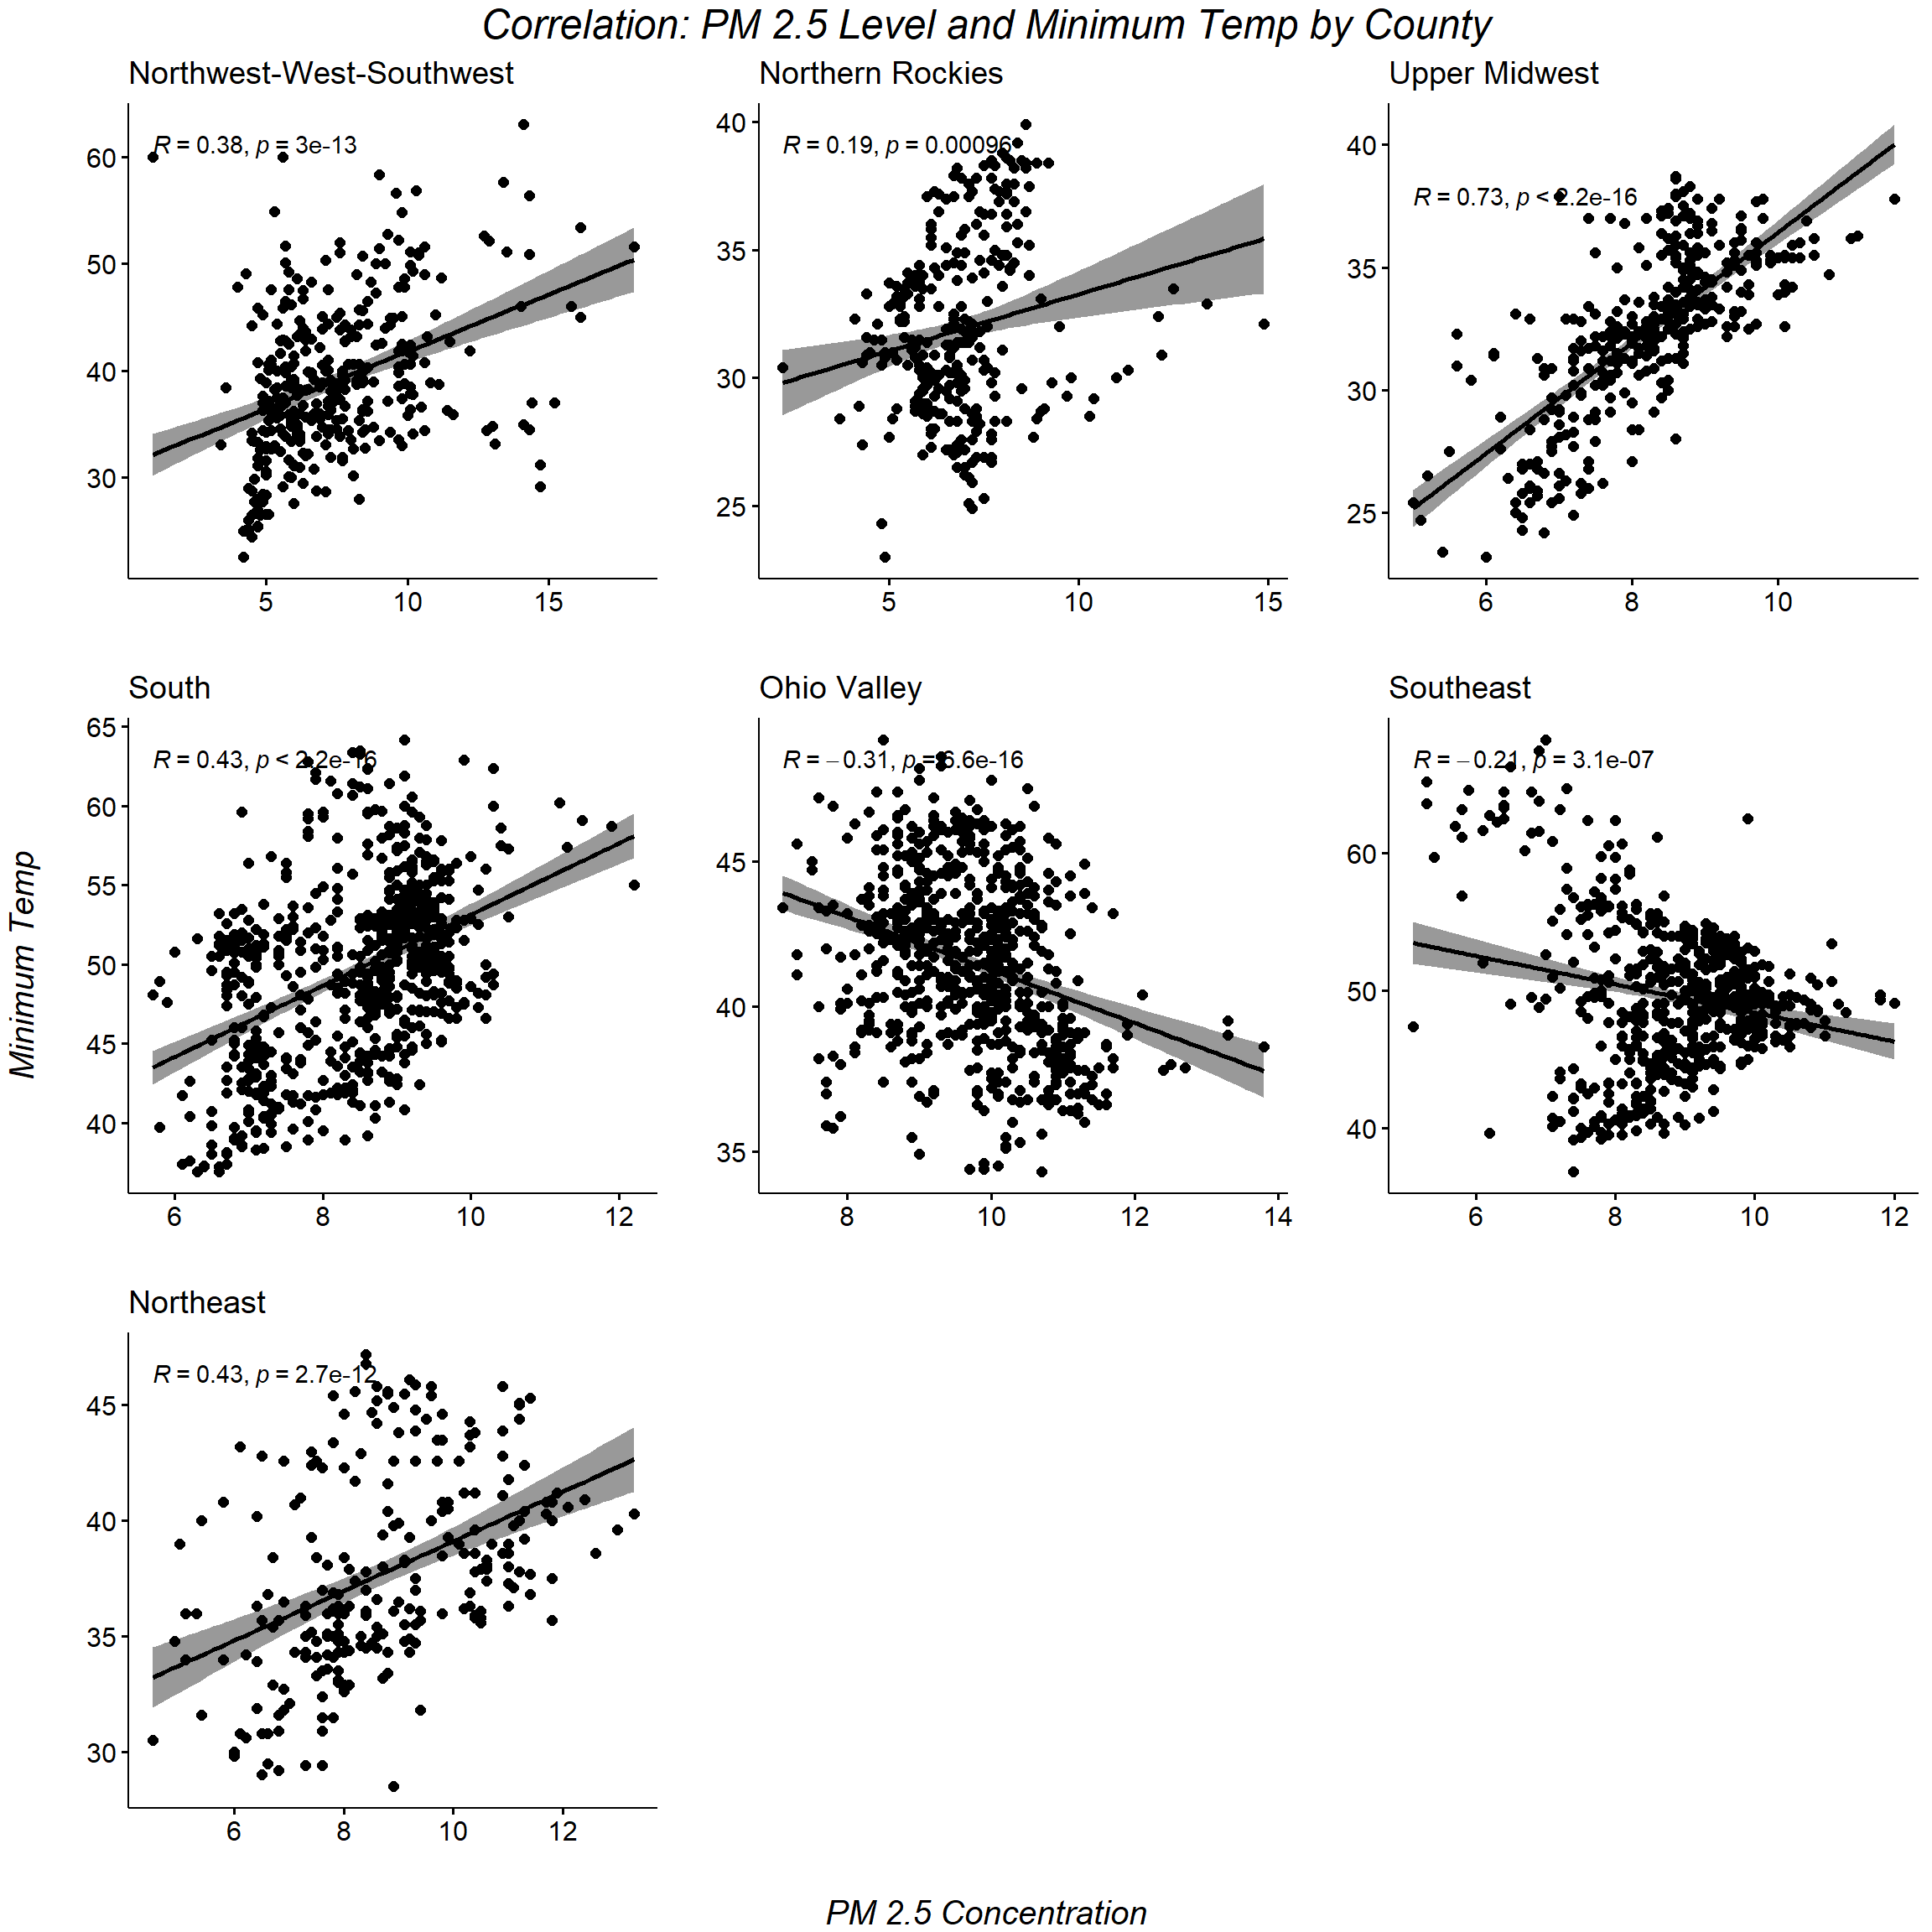 Correlation: PM 2.5 Level and Minimum Temp by County
Northwest-West-Southwest
R = 0.38, p = 3e-13
60
50
40
30
5 10 15
Northern Rockies
R = 0.19, p = 0.00096
40
35
30
25
5 10 15
Upper Midwest
R = 0.73, p < 2.2e-16
40
35
30
25
6 8 10
Minimum Temp
South
R = 0.43, p < 2.2e-16
65
60
55
50
45
40
6 8 10 12
Ohio Valley
R = −0.31, p = 6.6e-16
45
40
35
8 10 12 14
Southeast
R = −0.21, p = 3.1e-07
60
50
40
6 8 10 12
Northeast
R = 0.43, p = 2.7e-12
45
40
35
30
6 8 10 12
PM 2.5 Concentration